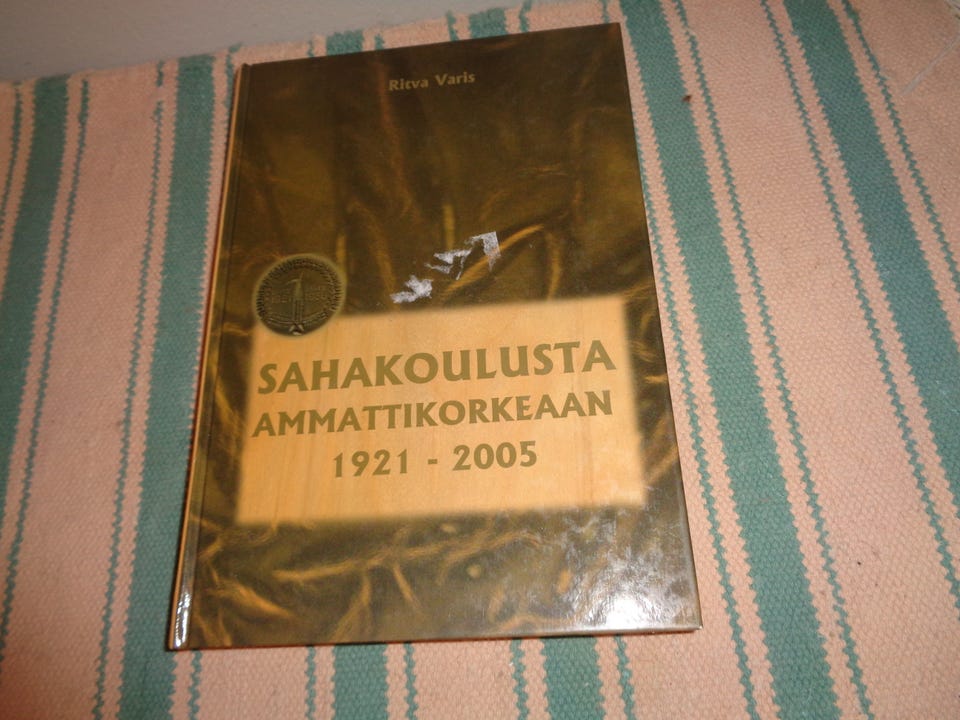 Ritva Varis
SAHAKOULUSTA
AMMATTIKORKEAAN
1921 - 2005